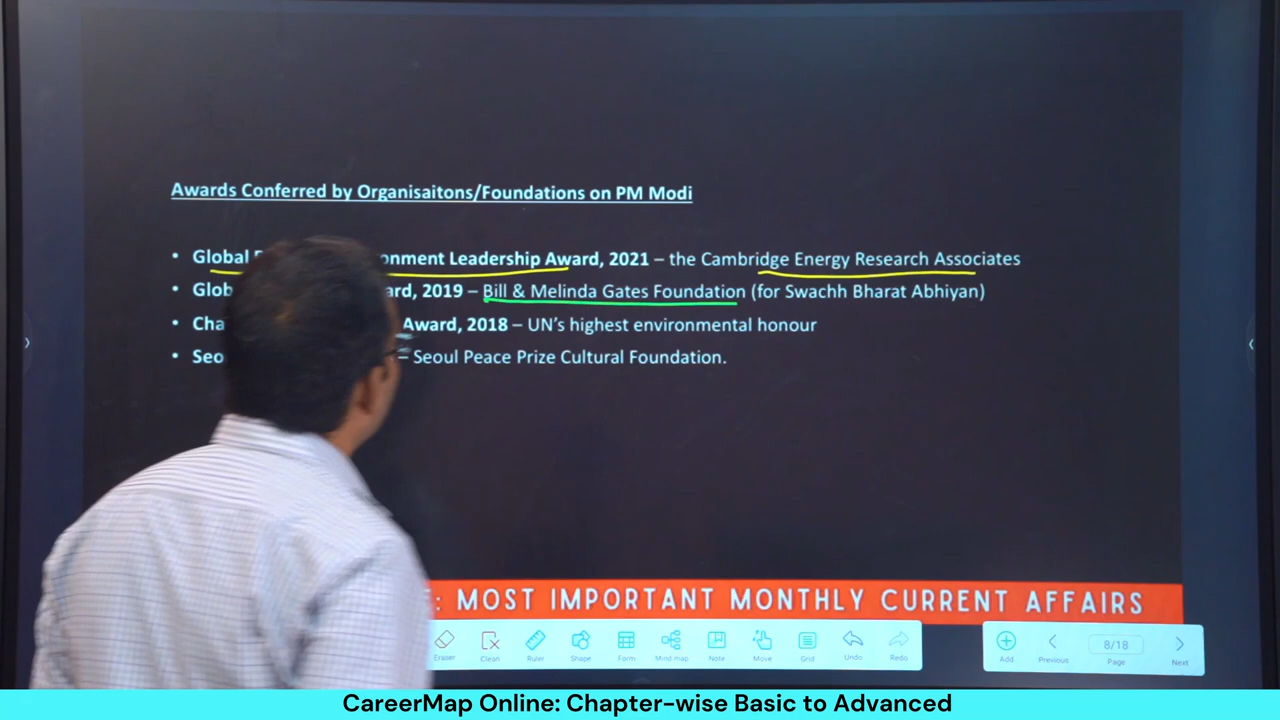 Awards Conferred by Organisaitons/Foundations on PM Modi
• Global onment Leadership Award, 2021 – the Cambridge Energy Research Associates
• Glob ard, 2019 – Bill & Melinda Gates Foundation (for Swachh Bharat Abhiyan)
• Cha Award, 2018 – UN's highest environmental honour
• Seo – Seoul Peace Prize Cultural Foundation.
: MOST IMPORTANT MONTHLY CURRENT AFFAIRS
Eraser Clean Ruler Shape Form Mind map Note Move Grid Undo Redo Add Previous 8/18 Page Next
CareerMap Online: Chapter-wise Basic to Advanced